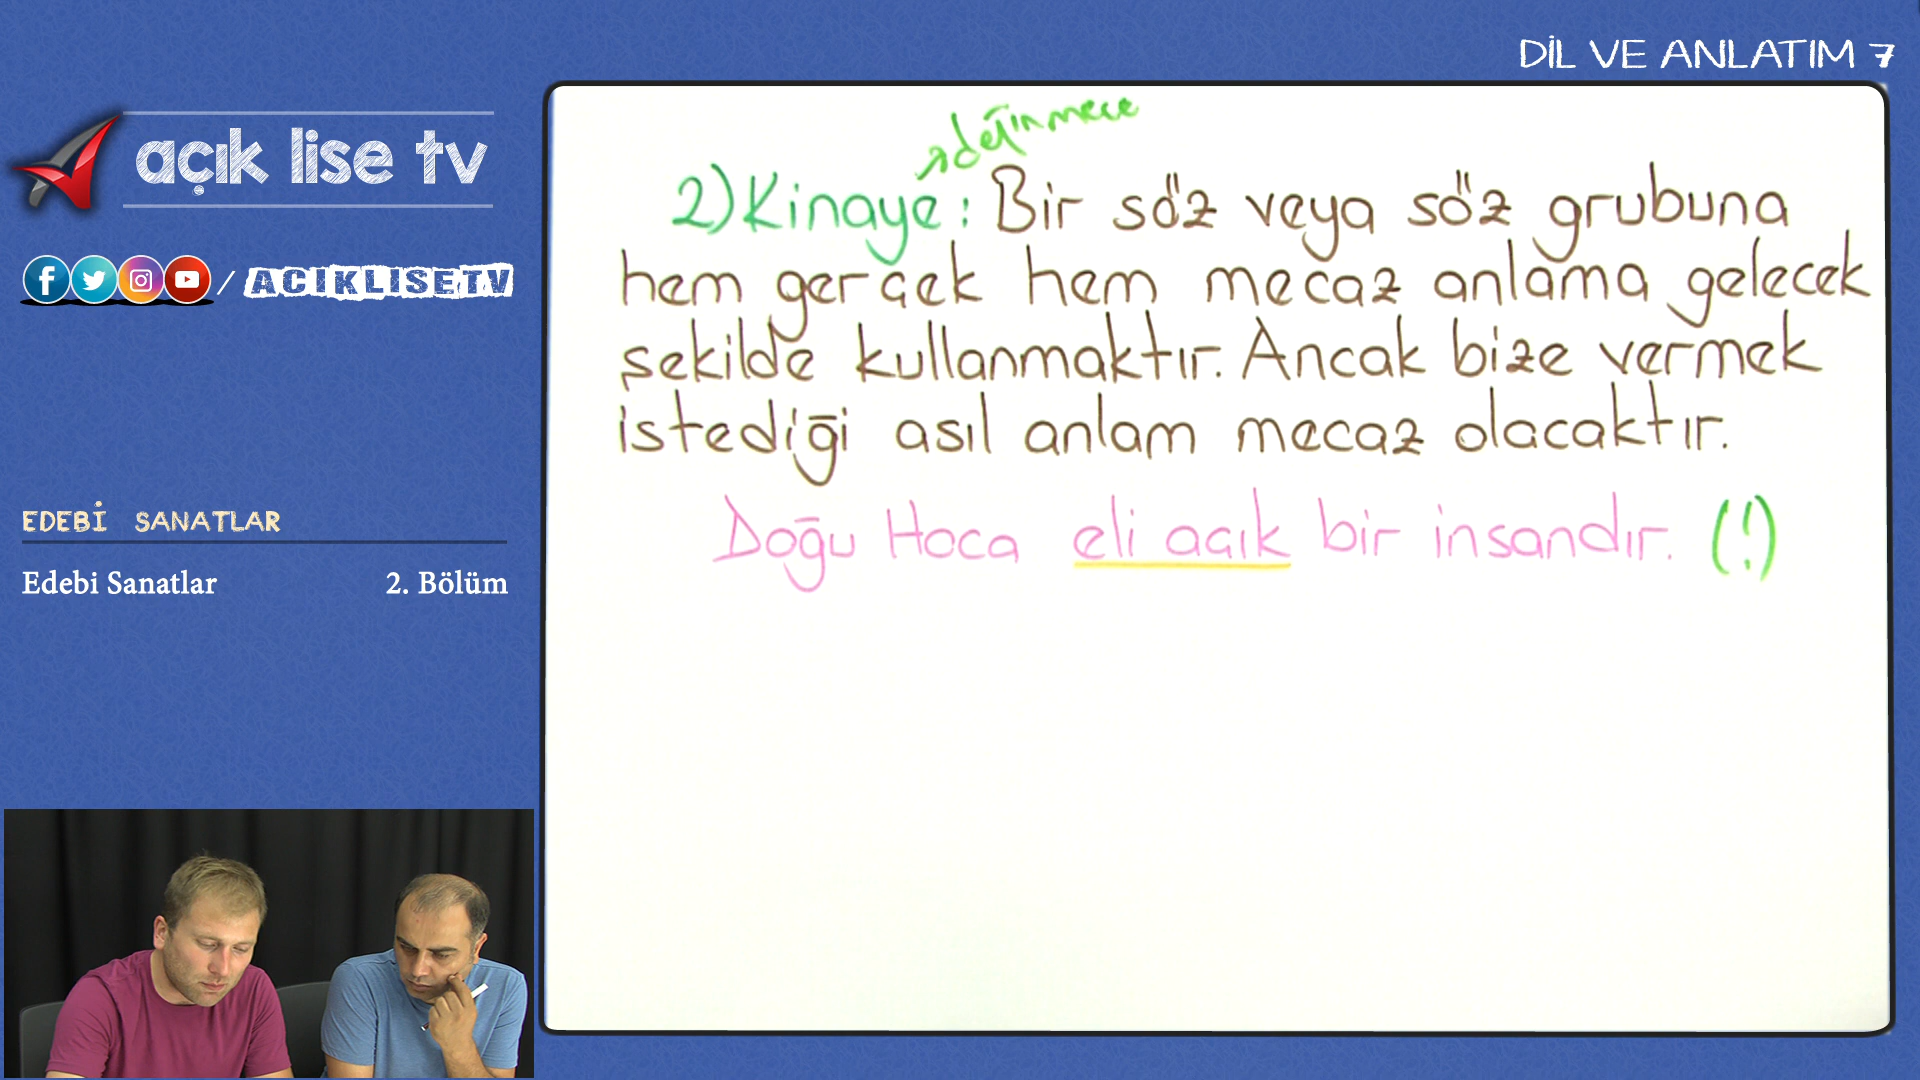 DİL VE ANLATIM 7
açık lise tv
/ ACIKLISETV
EDEBİ SANATLAR
Edebi Sanatlar 2. Bölüm
değinmece
2) Kinaye: Bir söz veya söz grubuna
hem gerçek hem mecaz anlama gelecek
şekilde kullanmaktır. Ancak bize vermek
istediği asıl anlam mecaz olacaktır.
Doğu Hoca eli açık bir insandır. (!)